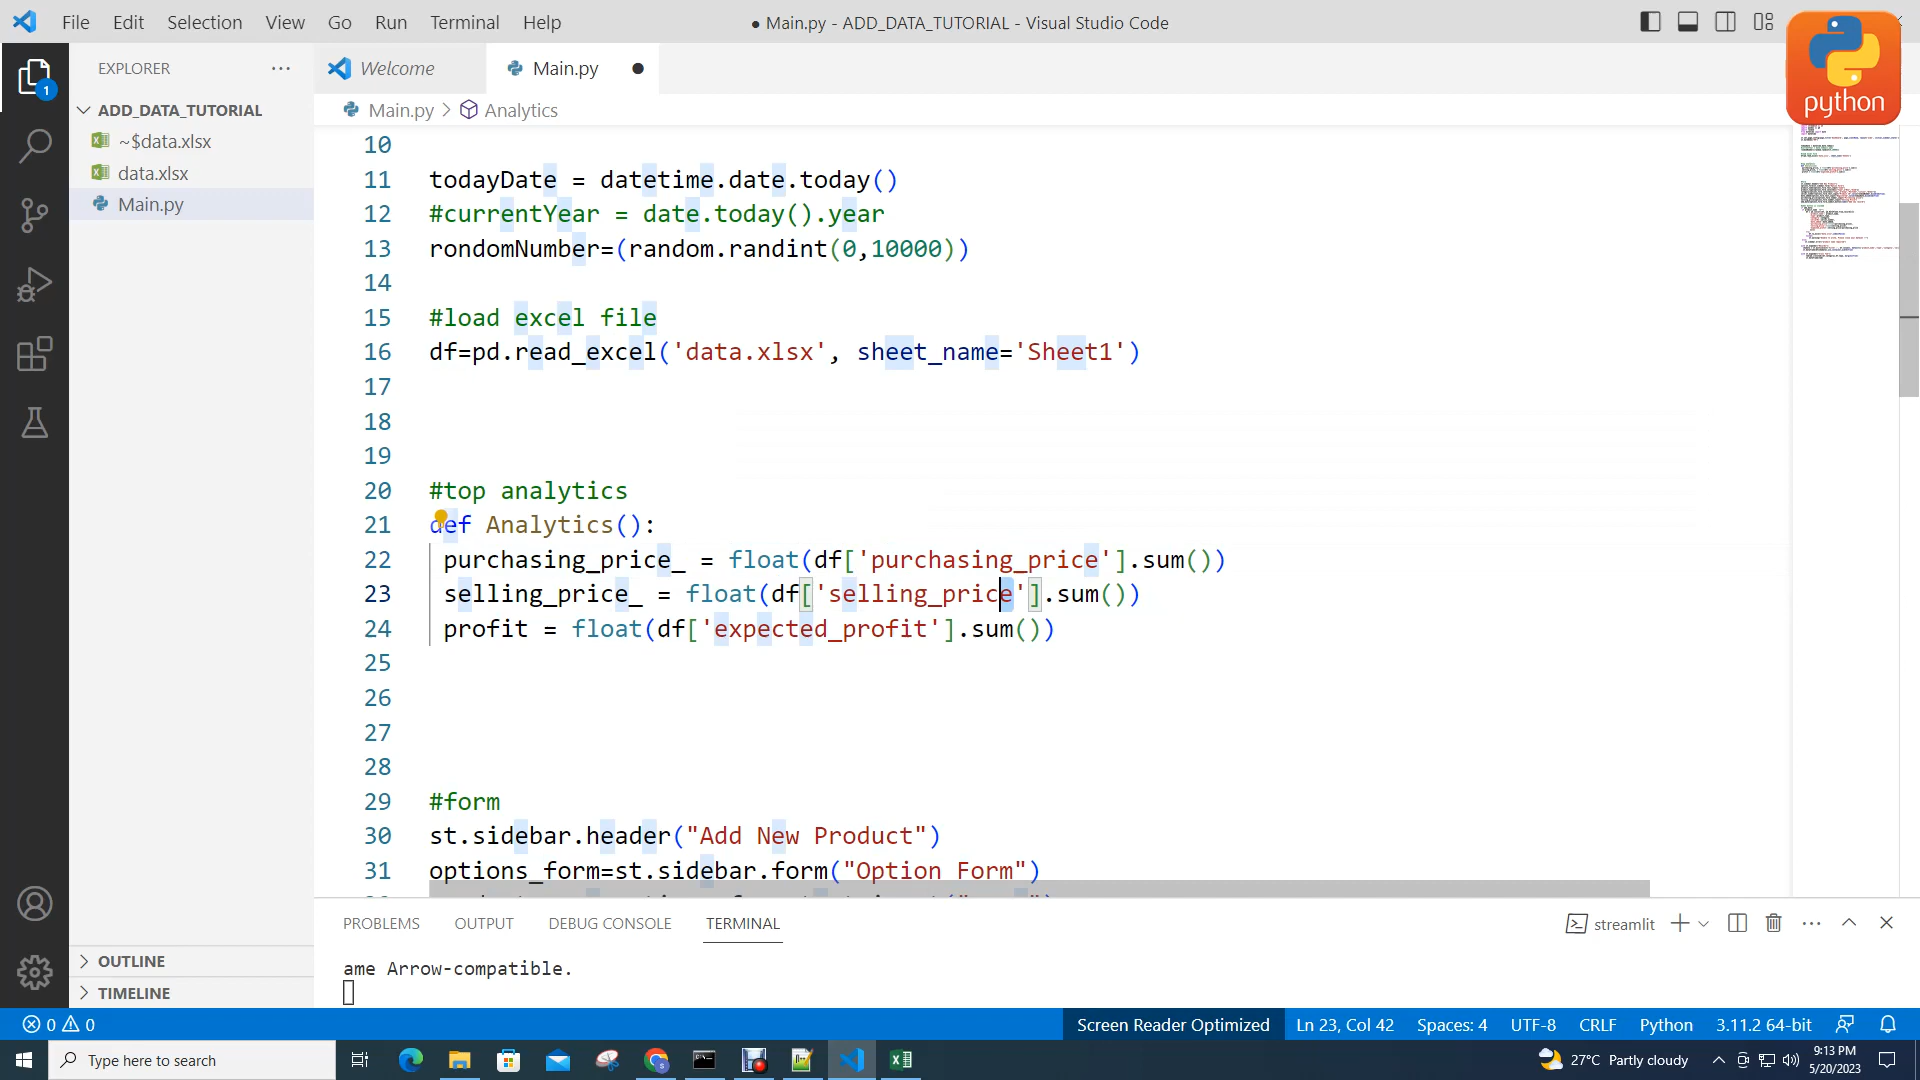 File Edit Selection View Go Run Terminal Help
● Main.py - ADD_DATA_TUTORIAL - Visual Studio Code
python
EXPLORER
Welcome
Main.py
Main.py > Analytics
ADD_DATA_TUTORIAL
~$data.xlsx
data.xlsx
Main.py
1
10
11 todayDate = datetime.date.today()
12 #currentYear = date.today().year
13 rondomNumber=(random.randint(0,10000))
14
15 #load excel file
16 df=pd.read_excel('data.xlsx', sheet_name='Sheet1')
17
18
19
20 #top analytics
21 def Analytics():
22 purchasing_price_ = float(df['purchasing_price'].sum())
23 selling_price_ = float(df['selling_price'].sum())
24 profit = float(df['expected_profit'].sum())
25
26
27
28
29 #form
30 st.sidebar.header("Add New Product")
31 options_form=st.sidebar.form("Option Form")
OUTLINE
TIMELINE
PROBLEMS OUTPUT DEBUG CONSOLE TERMINAL
streamlit
ame Arrow-compatible.
0 0
Screen Reader Optimized Ln 23, Col 42 Spaces: 4 UTF-8 CRLF Python 3.11.2 64-bit
Type here to search
27°C Partly cloudy
9:13 PM
5/20/2023